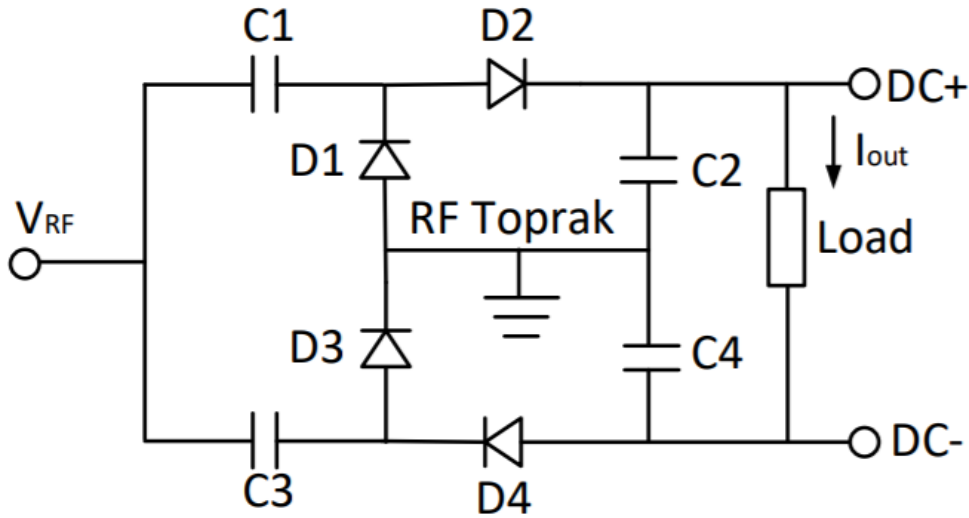 C1
D2
DC+
D1
C2
Iout
VRF
RF Toprak
Load
D3
C4
C3
D4
DC-